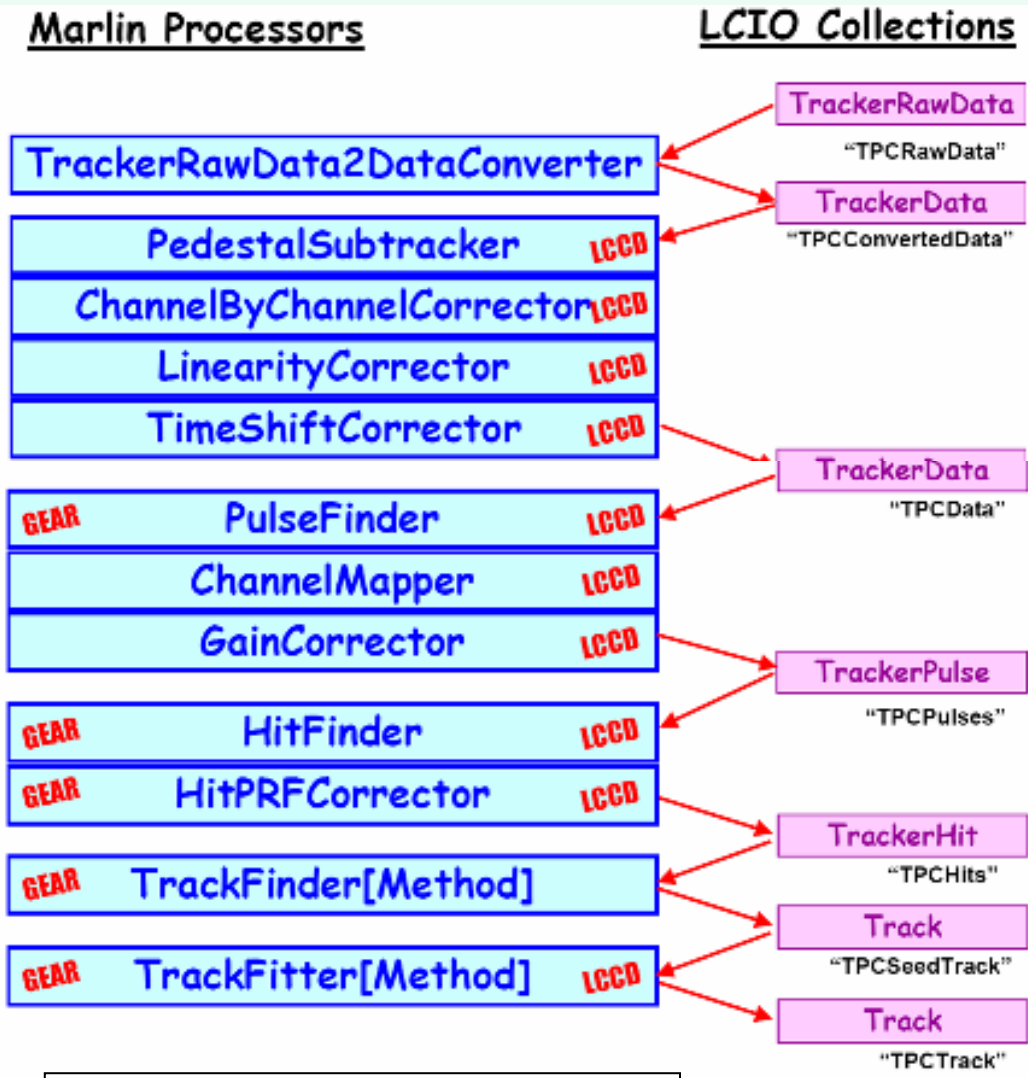 Marlin Processors
LCIO Collections
TrackerRawData
"TPCRawData"
TrackerRawData2DataConverter
TrackerData
"TPCConvertedData"
PedestalSubtracker LCCD
ChannelByChannelCorrector LCCD
LinearityCorrector LCCD
TimeShiftCorrector LCCD
TrackerData
"TPCData"
GEAR PulseFinder LCCD
ChannelMapper LCCD
GainCorrector LCCD
TrackerPulse
"TPCPulses"
GEAR HitFinder LCCD
GEAR HitPRFCorrector LCCD
TrackerHit
"TPCHits"
GEAR TrackFinder[Method]
Track
"TPCSeedTrack"
GEAR TrackFitter[Method] LCCD
Track
"TPCTrack"